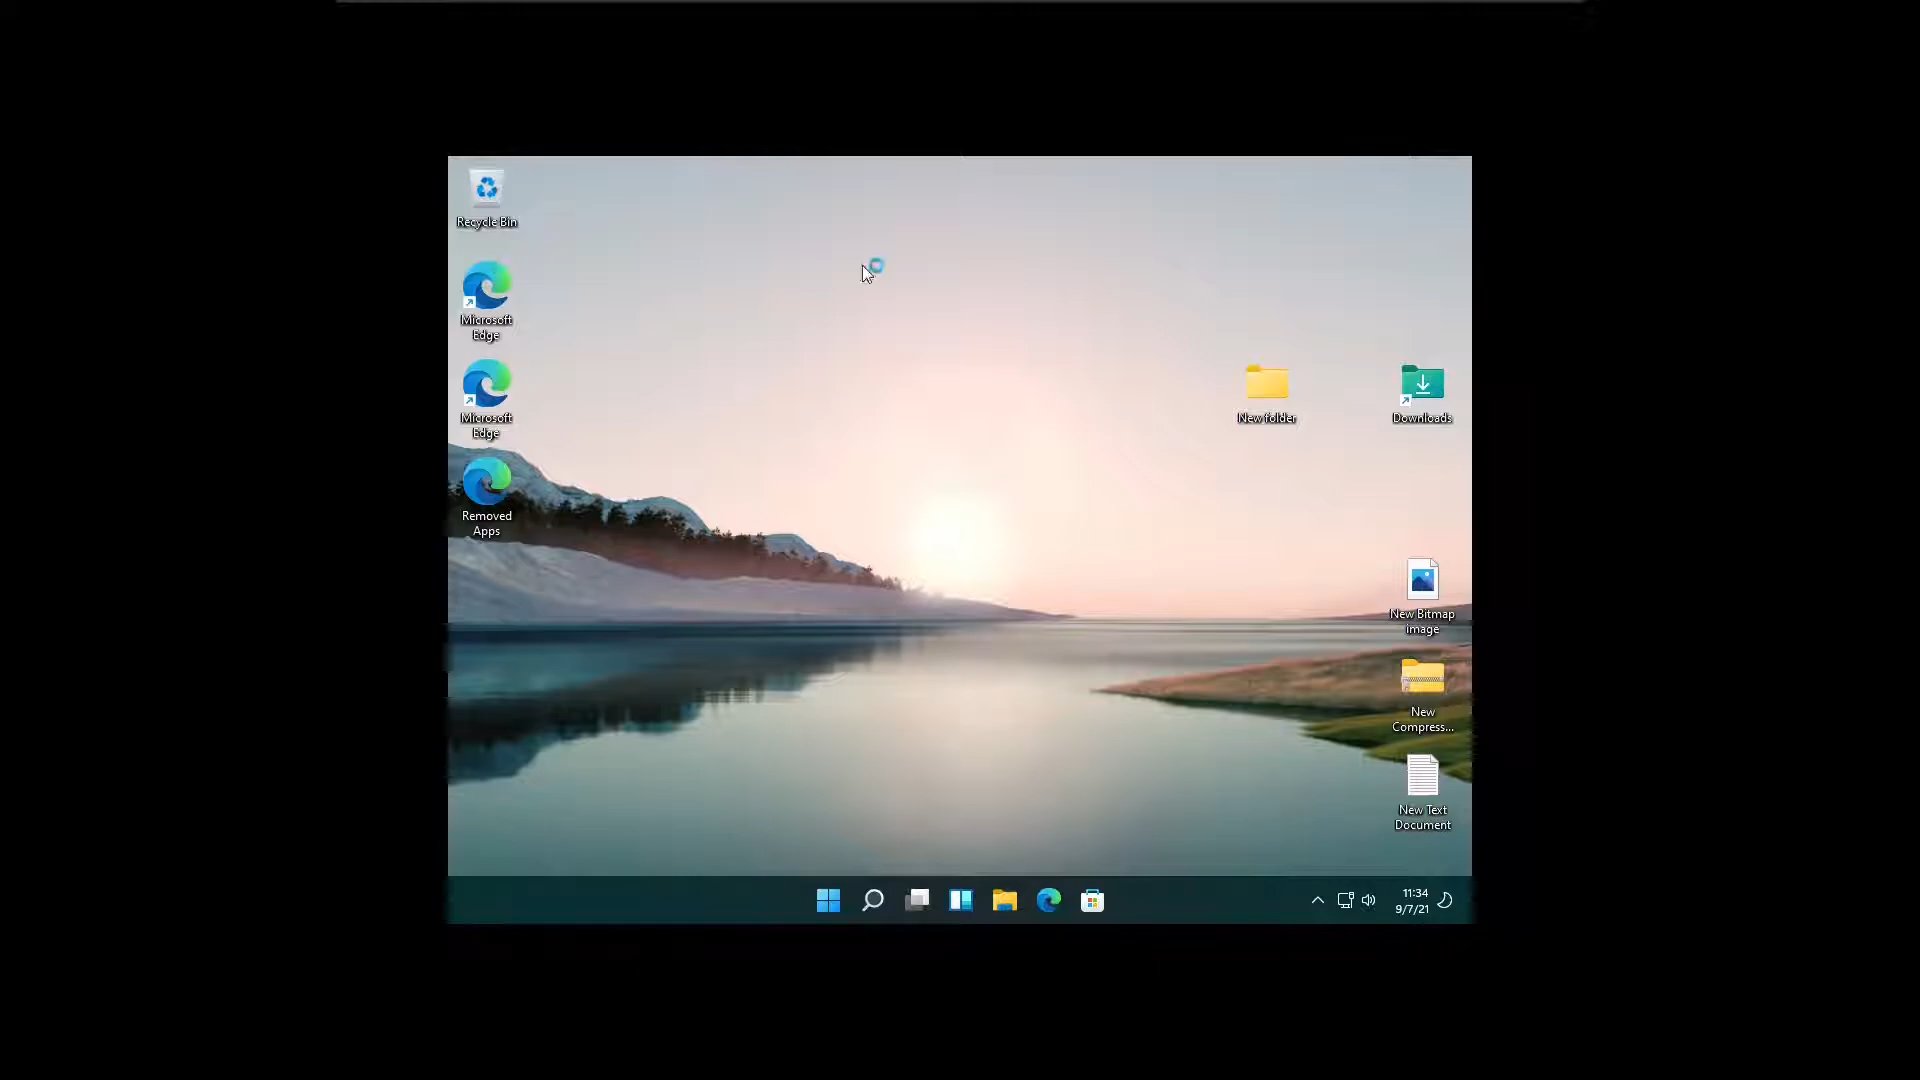 Recycle Bin
Microsoft
Edge
Microsoft
Edge
Removed
Apps
New folder
Downloads
New Bitmap
image
New
Compress...
New Text
Document
11:34
9/7/21